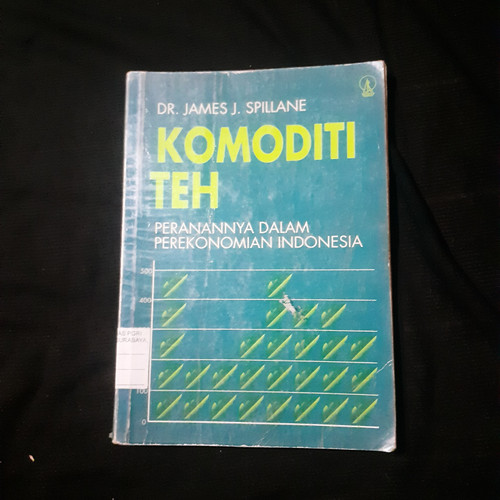 DR. JAMES J. SPILLANE
KOMODITI
TEH
PERANANNYA DALAM
PEREKONOMIAN INDONESIA
500
400
100
0